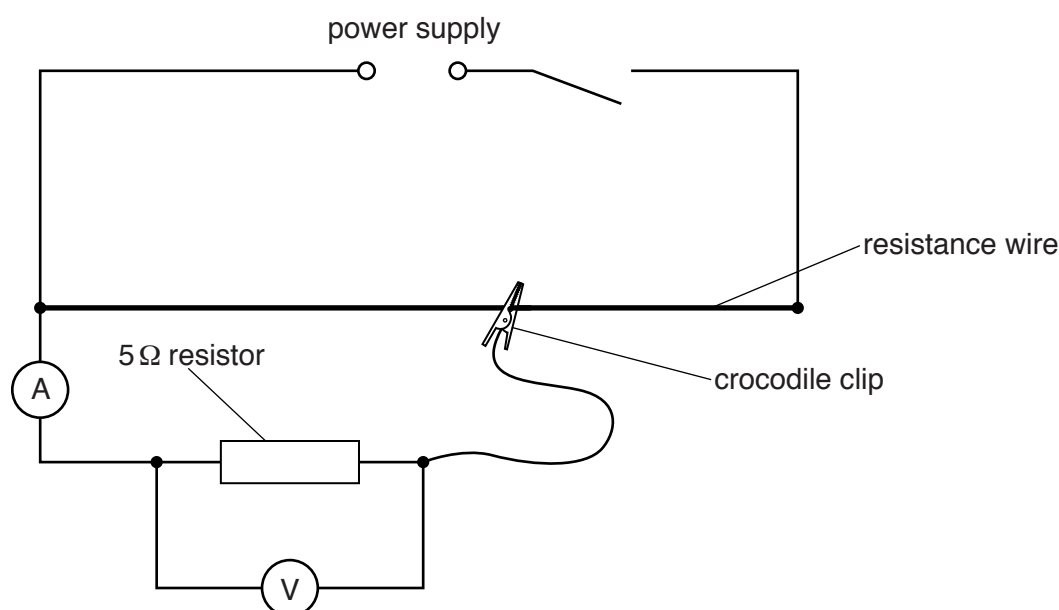 power supply
resistance wire
5 Ω resistor
crocodile clip
A
V